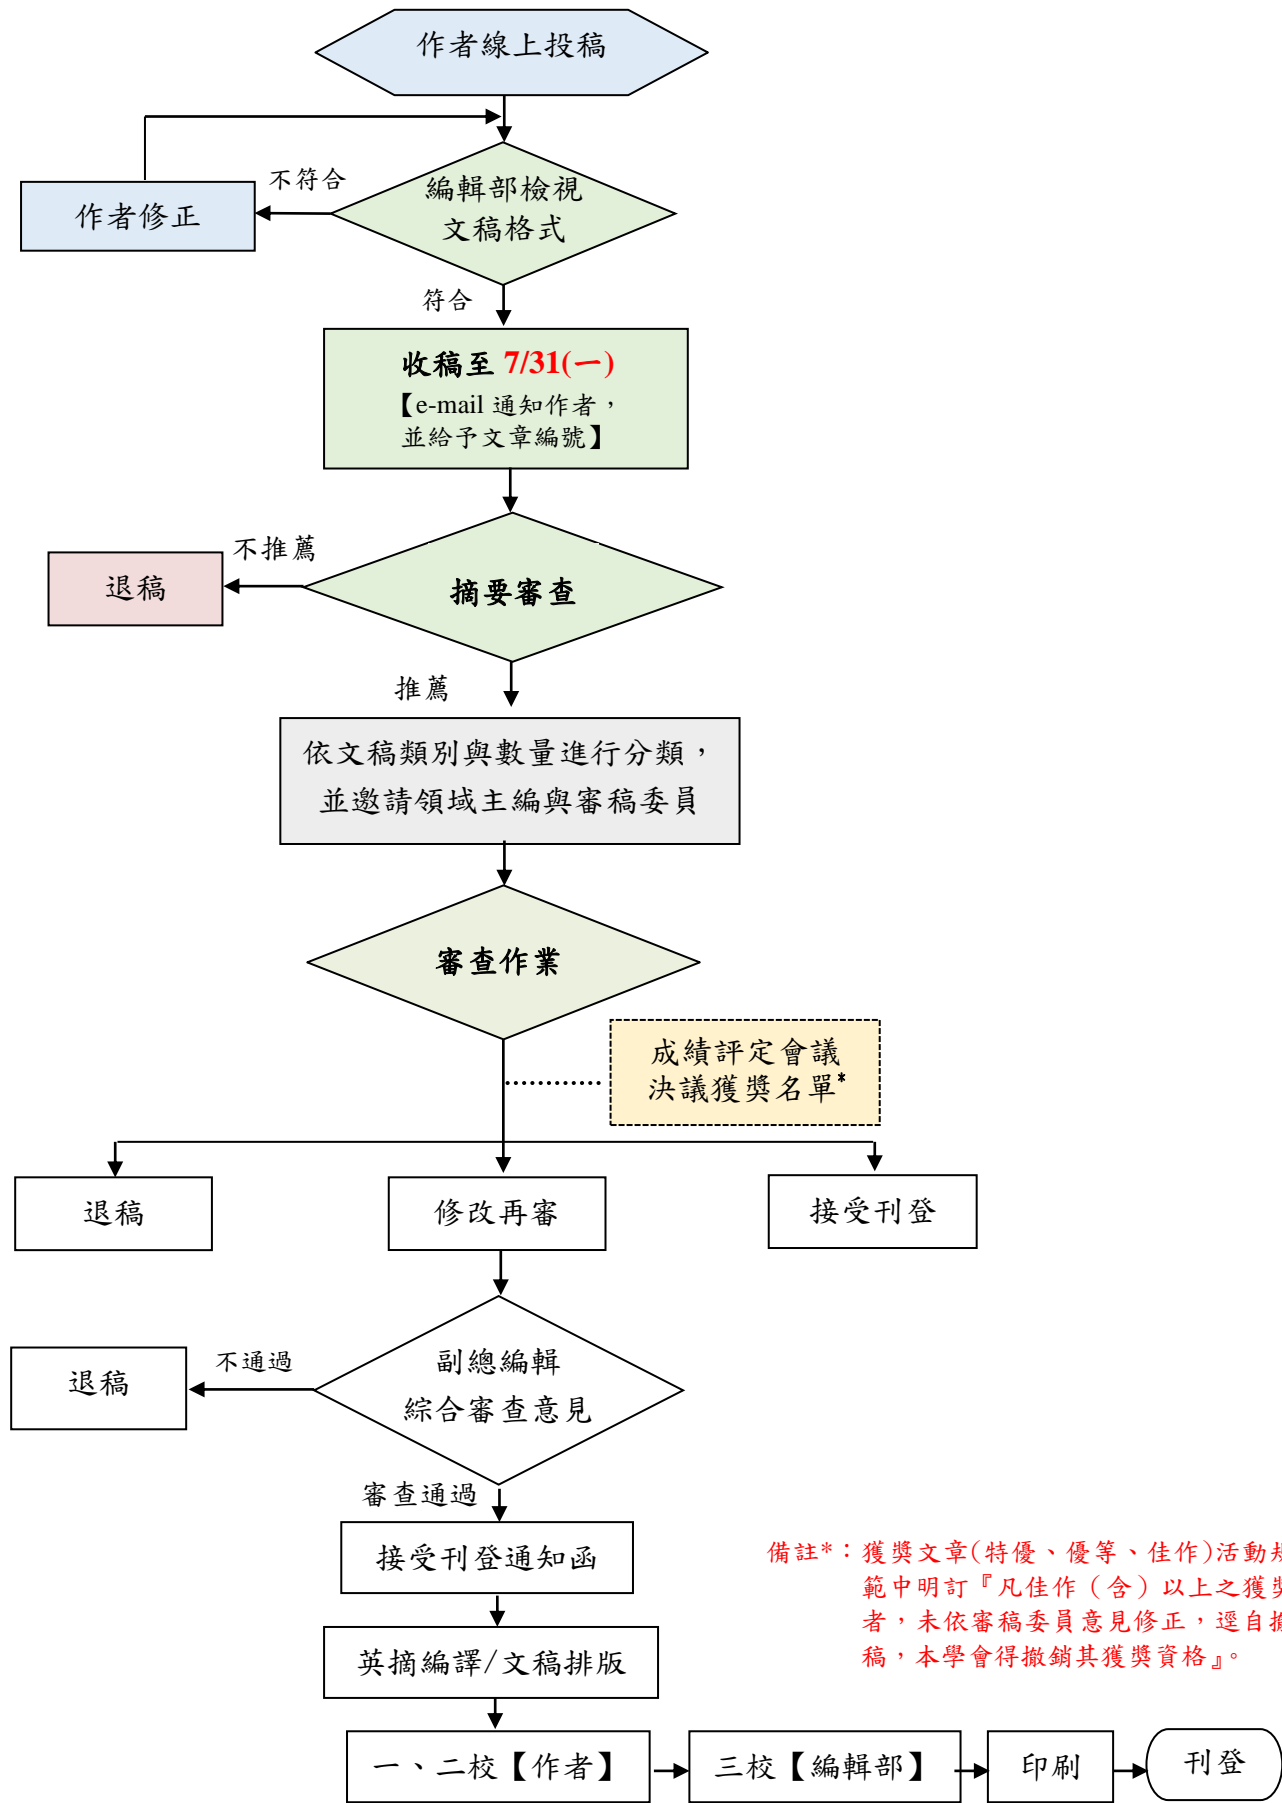 作者線上投稿
不符合
編輯部檢視
文稿格式
作者修正
符合
收稿至 7/31(一)
【e-mail 通知作者，
並給予文章編號】
不推薦
退稿
摘要審查
推薦
依文稿類別與數量進行分類，
並邀請領域主編與審稿委員
審查作業
成績評定會議
決議獲獎名單*
退稿
修改再審
接受刊登
不通過
退稿
副總編輯
綜合審查意見
審查通過
接受刊登通知函
備註*：獲獎文章(特優、優等、佳作)活動規
範中明訂『凡佳作（含）以上之獲獎
者，未依審稿委員意見修正，逕自撤
稿，本學會得撤銷其獲獎資格』。
英摘編譯/文稿排版
一、二校【作者】
三校【編輯部】
印刷
刊登